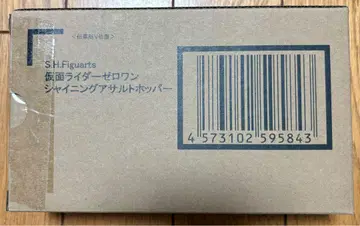 S.H.Figuarts
仮面ライダーゼロワン
シャイニングアサルトホッパー
4 573102 595843